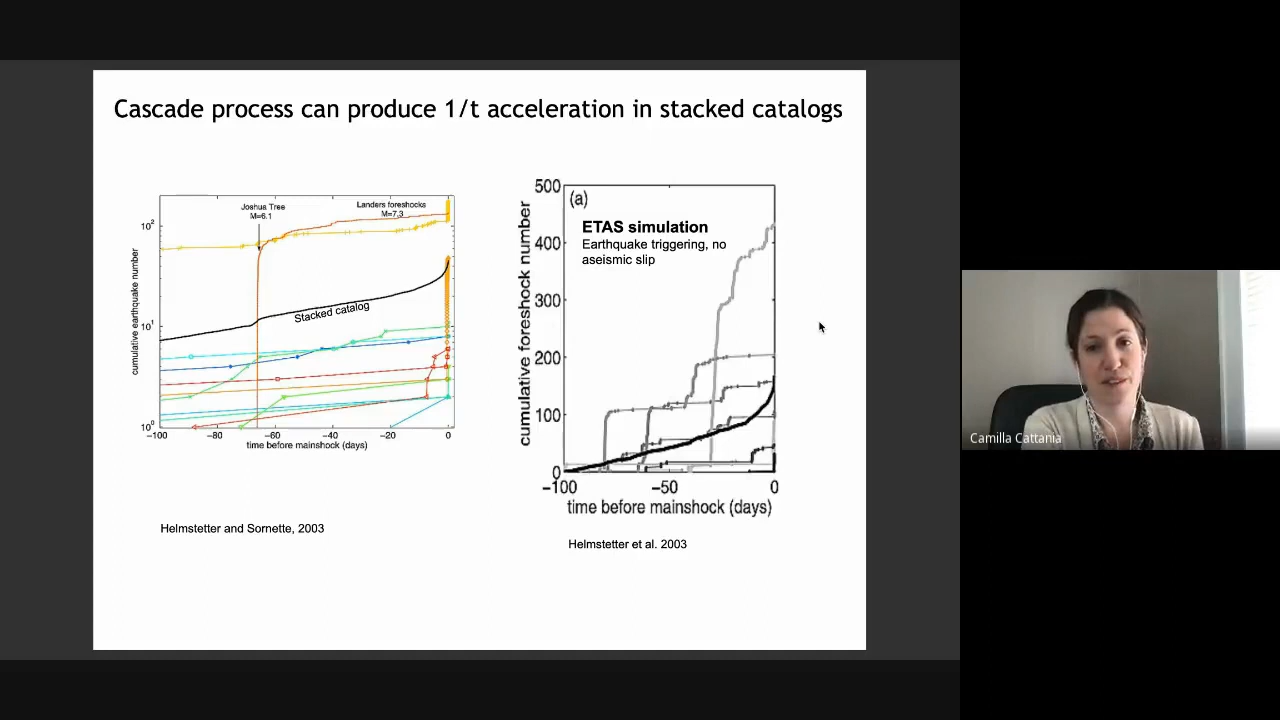 Cascade process can produce 1/t acceleration in stacked catalogs
Joshua Tree
M=6.1
Landers foreshocks
M=7.3
Stacked catalog
cumulative earthquake number
10²
10¹
10⁰
−100
−80
−60
−40
−20
0
time before mainshock (days)
Helmstetter and Sornette, 2003
(a)
ETAS simulation
Earthquake triggering, no
aseismic slip
cumulative foreshock number
500
400
300
200
100
0
−100
−50
0
time before mainshock (days)
Helmstetter et al. 2003
Camilla Cattania